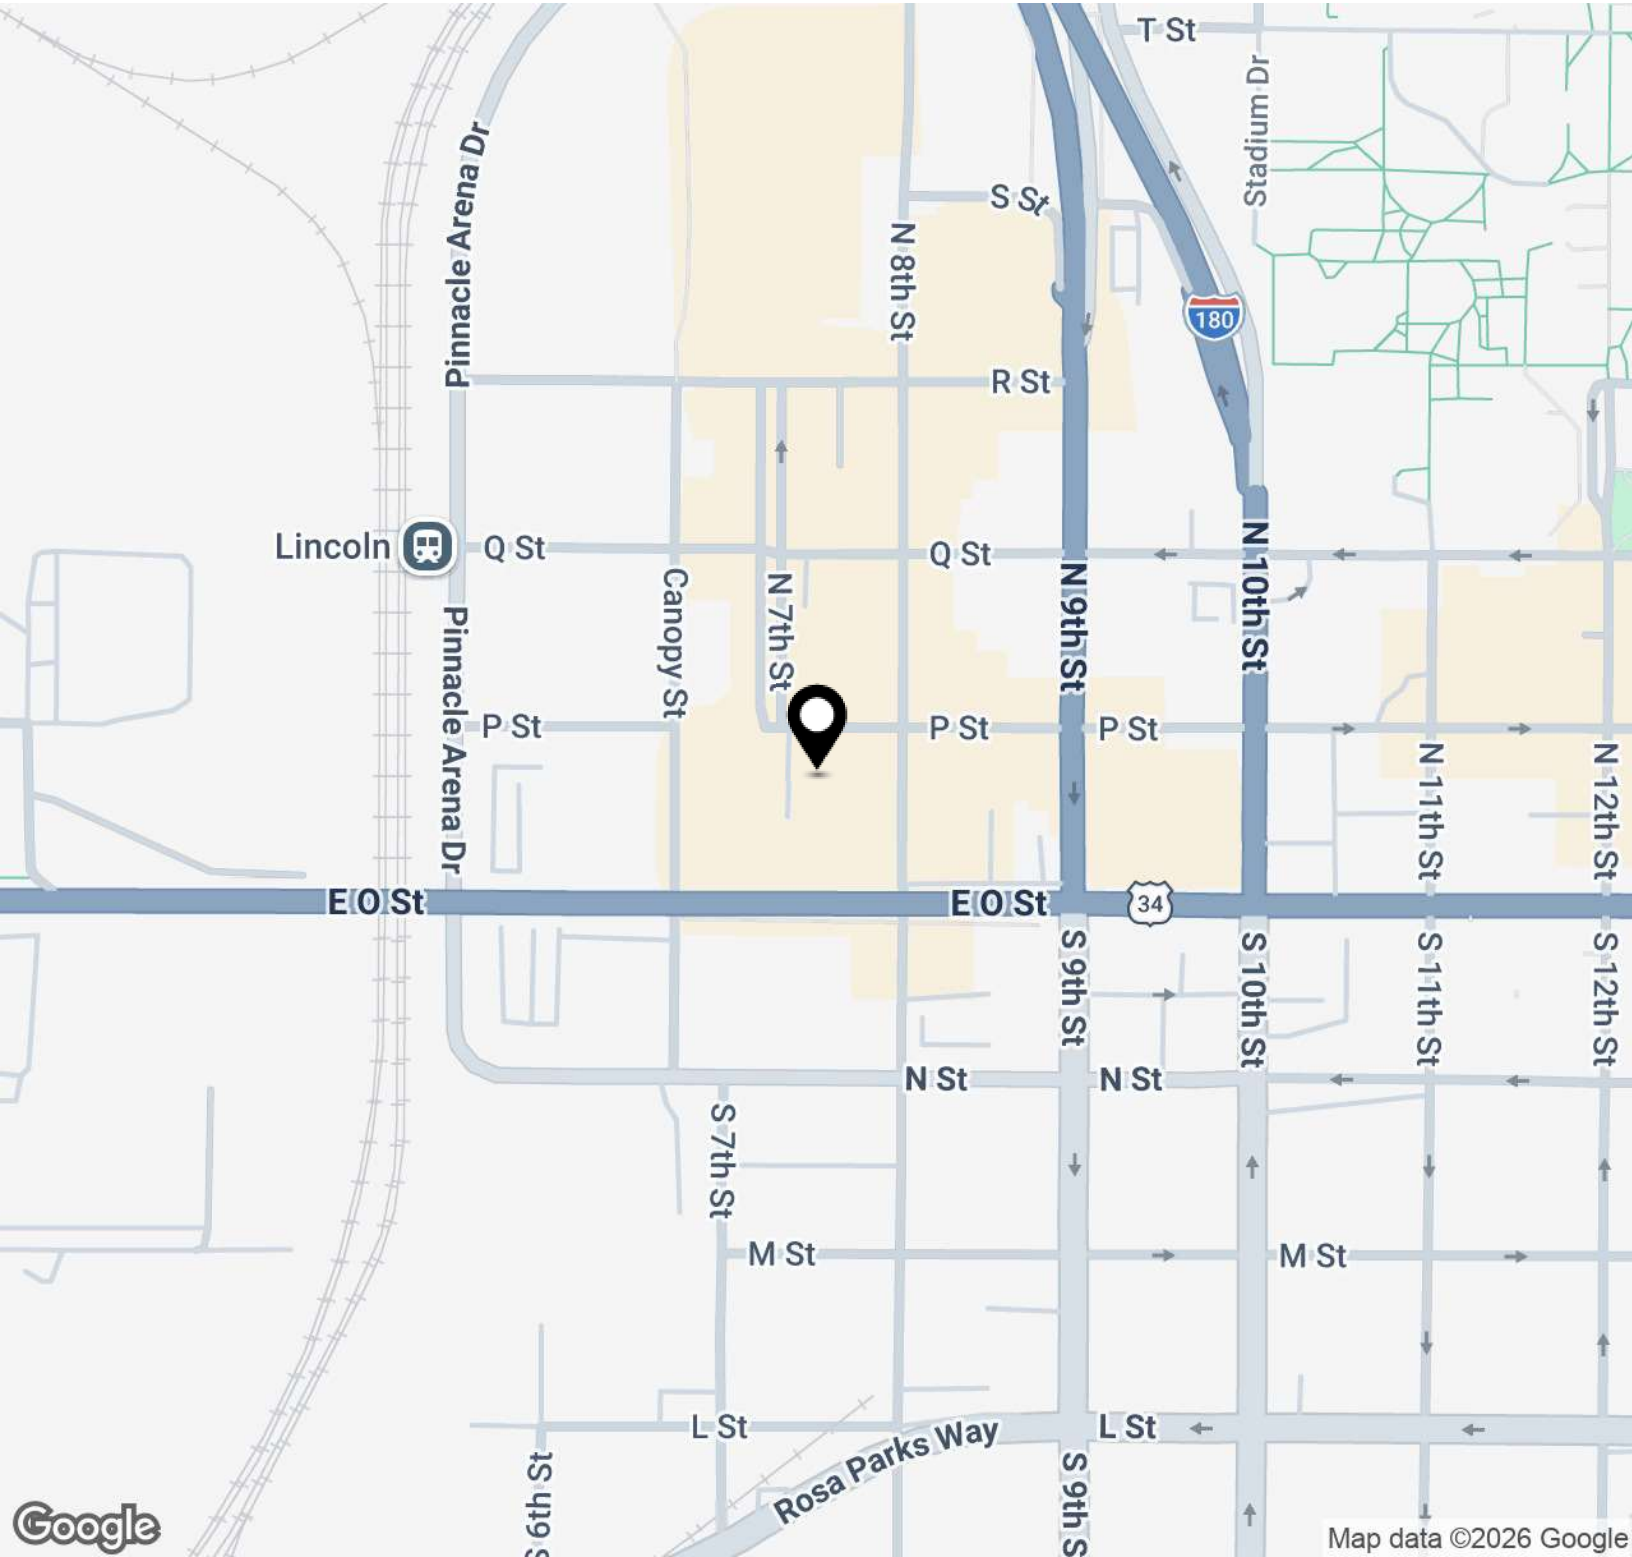 T St
Stadium Dr
Pinnacle Arena Dr
S St
N 8th St
180
R St
Lincoln
Q St
Q St
N 10th St
N 9th St
Canopy St
N 7th St
Pinnacle Arena Dr
P St
P St
P St
N 11th St
N 12th St
E O St
E O St
34
S 9th St
S 10th St
S 11th St
S 12th St
N St
N St
S 7th St
M St
M St
L St
Rosa Parks Way
L St
S 6th St
S 9th S
Google
Map data ©2026 Google